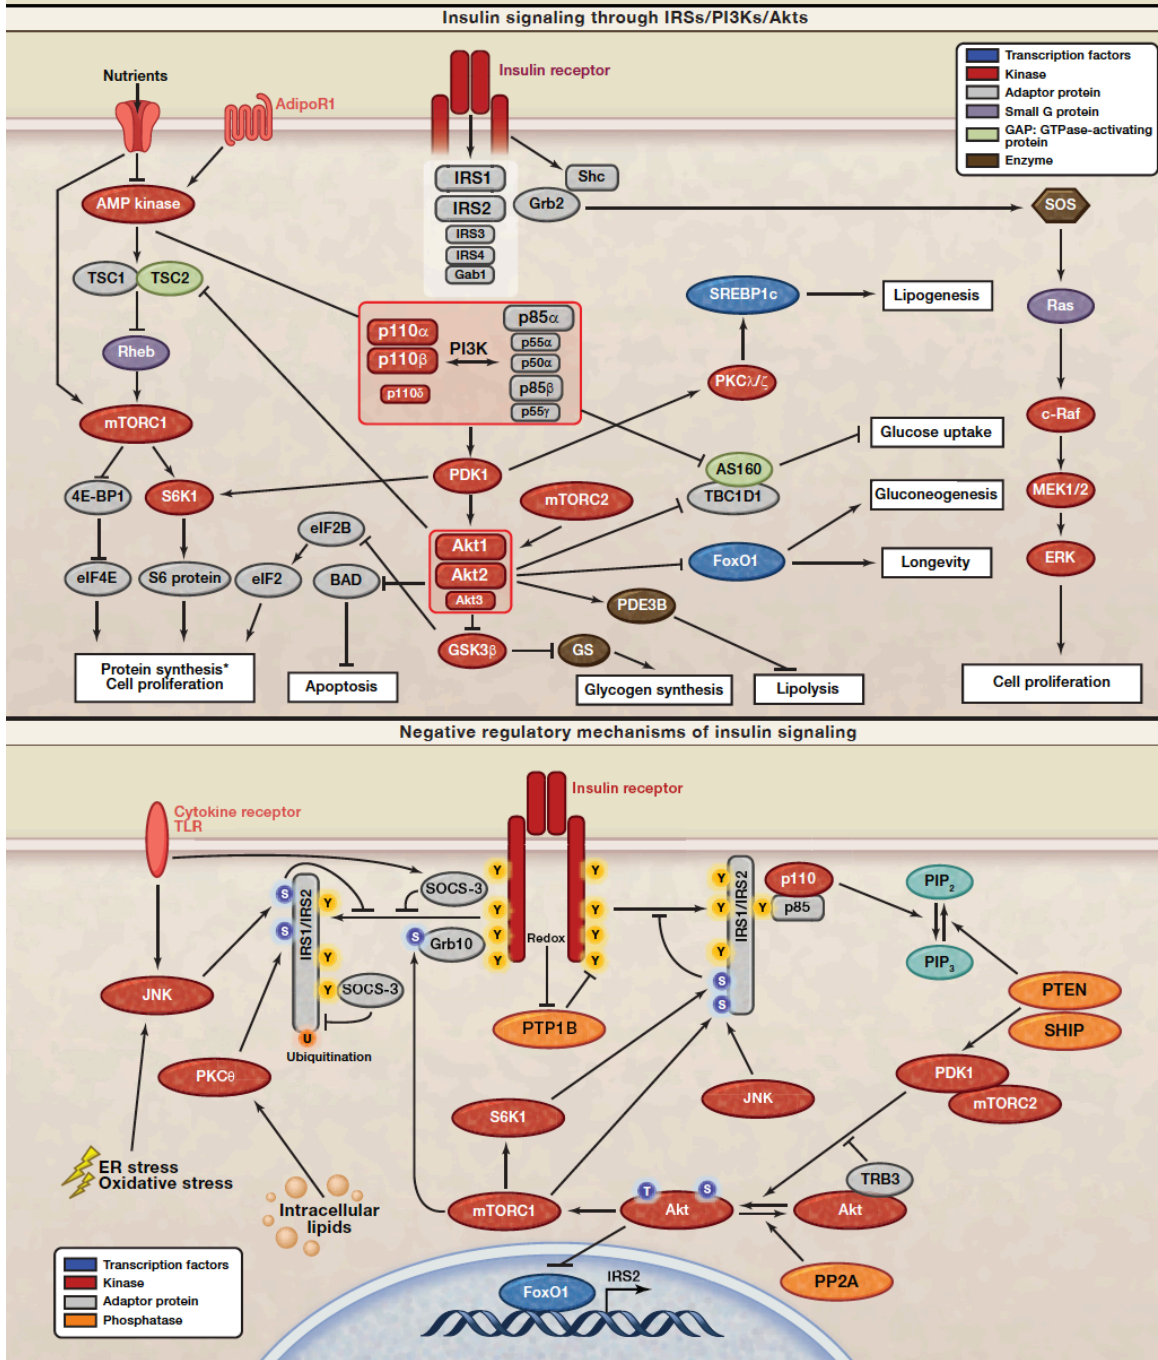 Insulin signaling through IRSs/PI3Ks/Akts
Nutrients
AdipoR1
Insulin receptor
Transcription factors
Kinase
Adaptor protein
Small G protein
GAP: GTPase-activating
protein
Enzyme
AMP kinase
IRS1
IRS2
IRS3
IRS4
Gab1
Shc
Grb2
SOS
TSC1
TSC2
SREBP1c
Lipogenesis
Ras
Rheb
p110α
p110β
p110δ
PI3K
p85α
p55α
p50α
p85β
p55γ
PKCλ/ζ
mTORC1
c-Raf
Glucose uptake
PDK1
AS160
TBC1D1
4E-BP1
S6K1
mTORC2
Gluconeogenesis
MEK1/2
eIF2B
Akt1
Akt2
Akt3
FoxO1
Longevity
ERK
eIF4E
S6 protein
eIF2
BAD
PDE3B
GSK3β
GS
Protein synthesis*
Cell proliferation
Apoptosis
Glycogen synthesis
Lipolysis
Cell proliferation
Negative regulatory mechanisms of insulin signaling
Insulin receptor
Cytokine receptor
TLR
SOCS-3
Y
Y
Y
Y
Y
Y
Y
Y
S
S
IRS1/IRS2
Y
Y
Y
U
Ubiquitination
SOCS-3
S
Grb10
Redox
PTP1B
IRS1/IRS2
Y
Y
Y
Y
S
S
p110
p85
PIP2
PIP3
PTEN
SHIP
JNK
PKCθ
PDK1
mTORC2
S6K1
JNK
ER stress
Oxidative stress
Intracellular
lipids
mTORC1
T
S
Akt
TRB3
Akt
PP2A
FoxO1
IRS2
Transcription factors
Kinase
Adaptor protein
Phosphatase